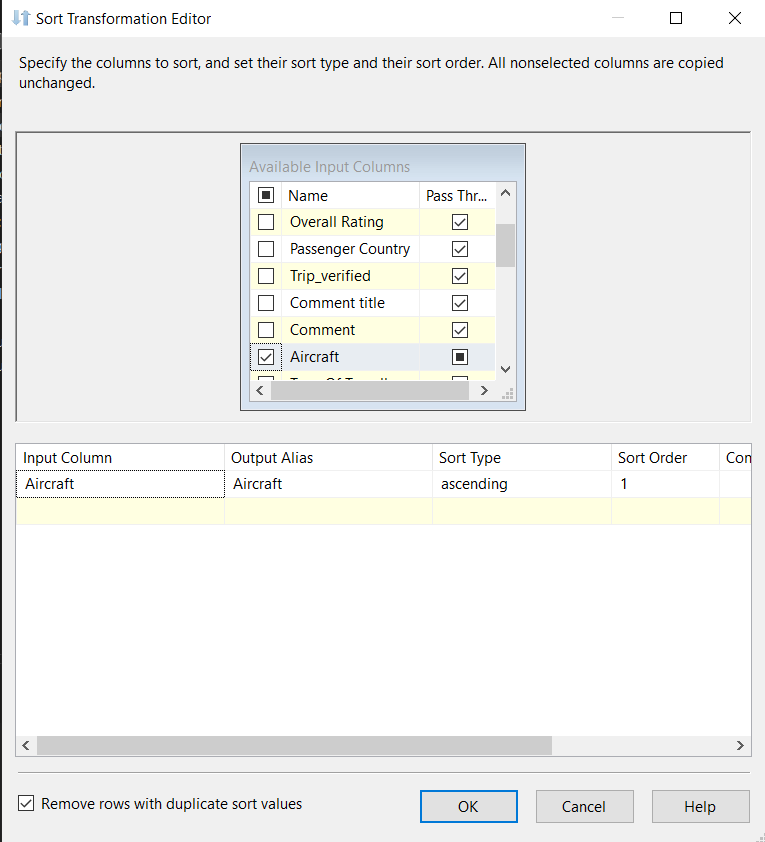 Sort Transformation Editor
Specify the columns to sort, and set their sort type and their sort order. All nonselected columns are copied
unchanged.
Available Input Columns
Name Pass Thr...
Overall Rating
Passenger Country
Trip_verified
Comment title
Comment
Aircraft
Input Column Output Alias Sort Type Sort Order Con
Aircraft Aircraft ascending 1
Remove rows with duplicate sort values OK Cancel Help